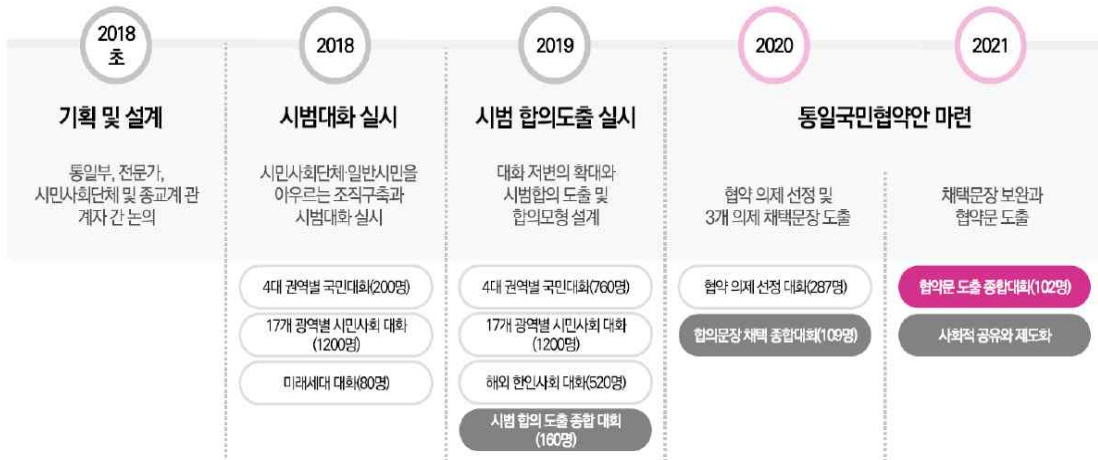 2018
초
2018
2019
2020
2021
기획 및 설계
시범대화 실시
시범 합의도출 실시
통일국민협약안 마련
통일부, 전문가,
시민사회단체 및 종교계 관
계자 간 논의
시민사회단체·일반시민을
아우르는 조직구축과
시범대화 실시
대화 저변의 확대와
시범합의 도출 및
합의모형 설계
협약 의제 선정 및
3개 의제 채택문장 도출
채택문장 보완과
협약문 도출
4대 권역별 국민대화(200명)
17개 광역별 시민사회 대화
(1200명)
미래세대 대화(80명)
4대 권역별 국민대화(760명)
17개 광역별 시민사회 대화
(1200명)
해외 한인사회 대화(520명)
시범 합의 도출 종합 대회
(160명)
협약 의제 선정 대화(287명)
합의문장 채택 종합대회(109명)
협약문 도출 종합대화(102명)
사회적 공유와 제도화